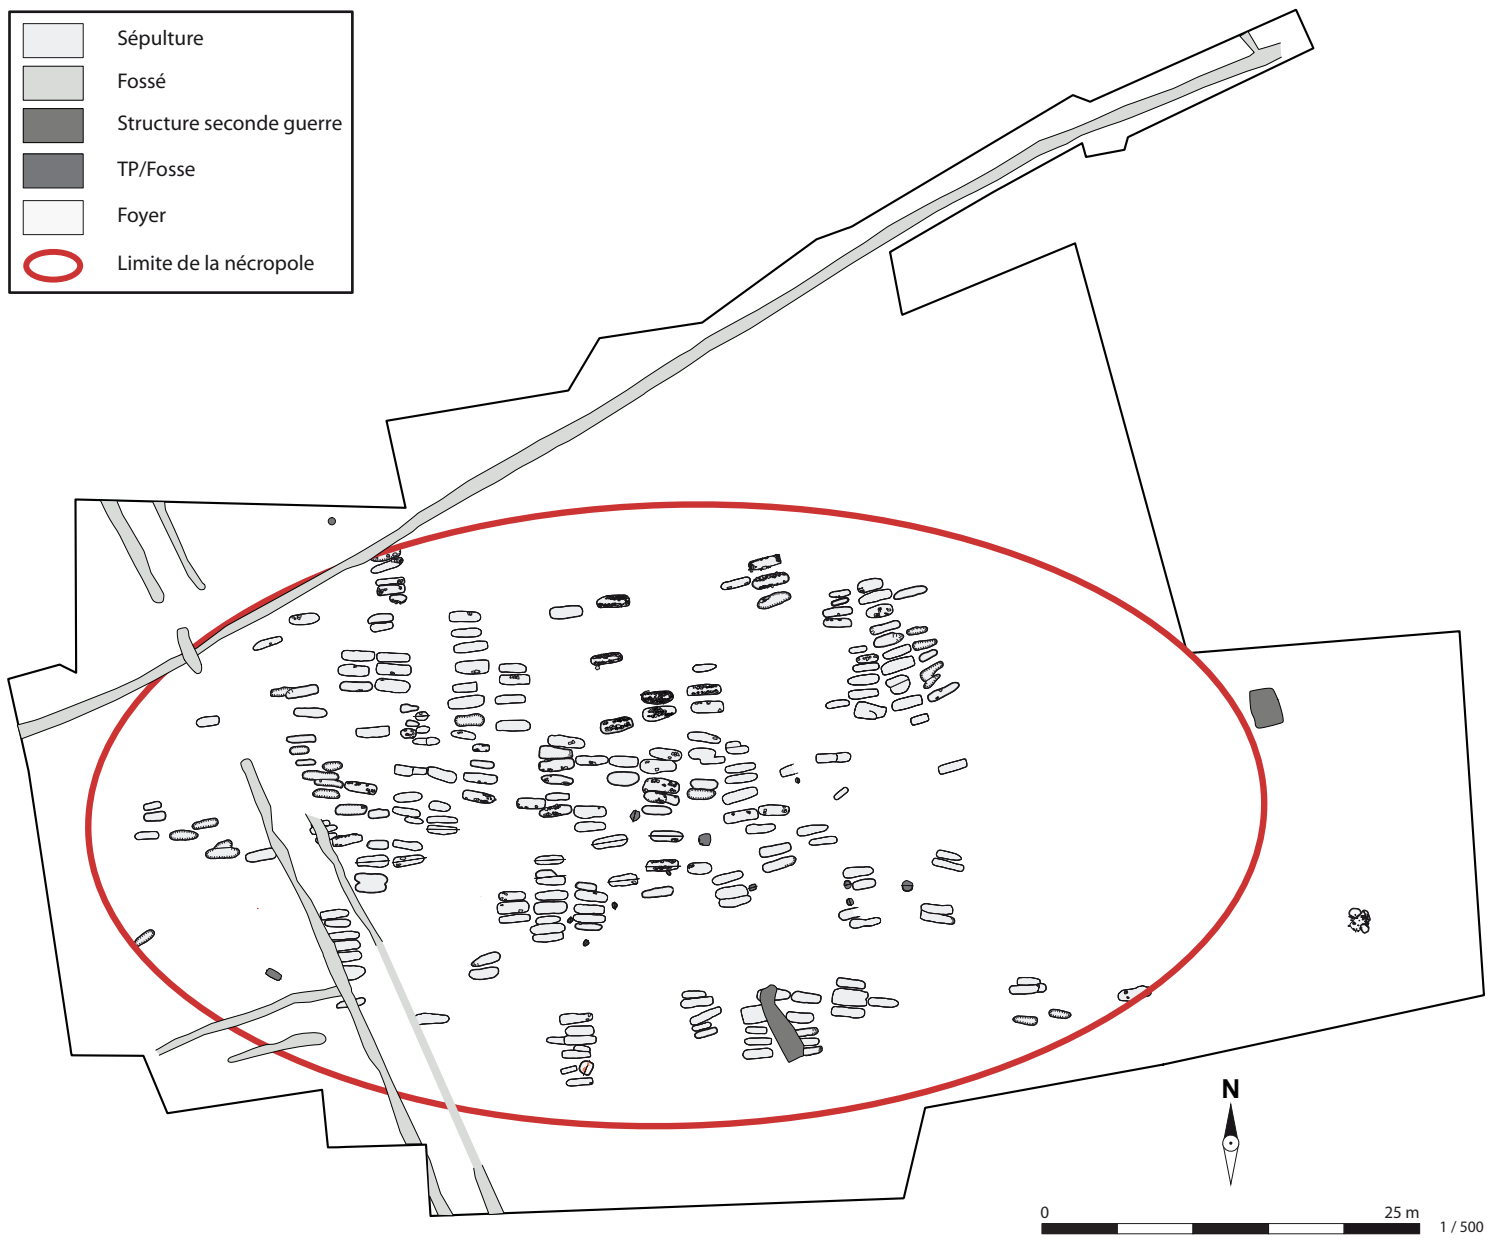 Sépulture
Fossé
Structure seconde guerre
TP/Fosse
Foyer
Limite de la nécropole
N
0 25 m
1 / 500